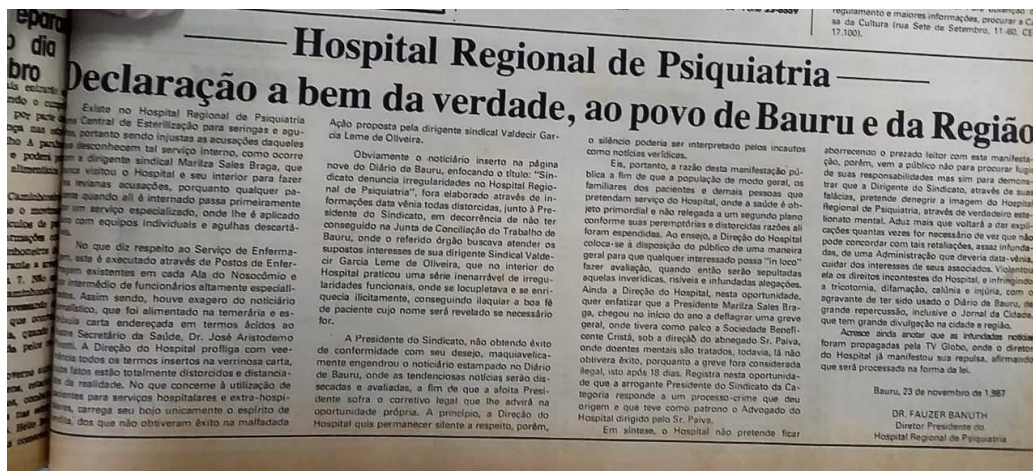 regulamento e maiores informações, procurar a
sa da Cultura (rua Sete de Setembro, 11-60, CE
17.100).
o dia
bro
Hospital Regional de Psiquiatria
Declaração a bem da verdade, ao povo de Bauru e da Região
Existe no Hospital Regional de Psiquiatria
Central de Esterilização para seringas e agu-
portanto sendo injustas as acusações daqueles
desconhecem tal serviço interno, como ocorre
a dirigente sindical Marilza Sales Braga, que
visitou o Hospital e seu interior para fazer
levianas acusações, porquanto qualquer pa-
quando ali é internado passa primeiramente
um serviço especializado, onde lhe é aplicado
com equipos individuais e agulhas descartá-
No que diz respeito ao Serviço de Enferma-
este é executado através de Postos de Enfer-
existentes em cada Ala do Nosocômio e
intermédio de funcionários altamente especiali-
Assim sendo, houve exagero do noticiário
que foi alimentado na temerária e es-
carta endereçada em termos ácidos ao
Secretário da Saúde, Dr. José Aristodemo
A Direção do Hospital profliga com vee-
todos os termos insertos na verrinosa carta,
fatos estão totalmente distorcidos e distancia-
da realidade. No que concerne à utilização de
para serviços hospitalares e extra-hospi-
carrega seu bojo unicamente o espírito de
dos que não obtiveram êxito na malfadada
Ação proposta pela dirigente sindical Valdecir Gar-
cia Leme de Oliveira.
Obviamente o noticiário inserto na página
nove do Diário de Bauru, enfocando o título: "Sin-
dicato denuncia irregularidades no Hospital Regio-
nal de Psiquiatria", fora elaborado através de in-
formações data vênia todas distorcidas, junto à Pre-
sidente do Sindicato, em decorrência de não ter
conseguido na Junta de Conciliação do Trabalho de
Bauru, onde o referido órgão buscava atender os
supostos interesses de sua dirigente Sindical Valde-
cir Garcia Leme de Oliveira, que no interior do
Hospital praticou uma série inenarrável de irregu-
laridades funcionais, onde se locupletava e se enri-
quecia ilicitamente, conseguindo ilaquiar a boa fé
de paciente cujo nome será revelado se necessário
for.
A Presidente do Sindicato, não obtendo êxito
de conformidade com seu desejo, maquiavelica-
mente engendrou o noticiário estampado no Diário
de Bauru, onde as tendenciosas notícias serão dis-
secadas e avaliadas, a fim de que a afoita Presi-
dente sofra o corretivo legal que lhe advirá na
oportunidade própria. A princípio, a Direção do
Hospital quis permanecer silente a respeito, porém,
o silêncio poderia ser interpretado pelos incautos
como notícias verídicas.
Eis, portanto, a razão desta manifestação pú-
blica a fim de que a população de modo geral, os
familiares dos pacientes e demais pessoas que
pretendam serviço do Hospital, onde a saúde é ob-
jeto primordial e não relegada a um segundo plano
conforme suas peremptórias e distorcidas razões ali
foram espendidas. Ao ensejo, a Direção do Hospital
coloca-se à disposição do público de uma maneira
geral para que qualquer interessado possa "in loco"
fazer avaliação, quando então serão sepultadas
aquelas inverídicas, risíveis e infundadas alegações.
Ainda a Direção do Hospital, nesta oportunidade,
quer enfatizar que a Presidente Marilza Sales Bra-
ga, chegou no início do ano a deflagrar uma greve
geral, onde tivera como palco a Sociedade Benefi-
cente Cristã, sob a direção do abnegado Sr. Paiva,
onde doentes mentais são tratados, todavia, lá não
obtivera êxito, porquanto a greve fora considerada
ilegal, isto após 18 dias. Registra nesta oportunida-
de que a arrogante Presidente do Sindicato da Ca-
tegoria responde a um processo-crime que deu
origem e que teve como patrono o Advogado do
Hospital dirigido pelo Sr. Paiva.
Em síntese, o Hospital não pretende ficar
aborrecendo o prezado leitor com esta manifesta-
ção, porém, vem a público não para procurar fugir
de suas responsabilidades mas sim para demons-
trar que a Dirigente do Sindicato, através de suas
falácias, pretende denegrir a imagem do Hospital
Regional de Psiquiatria, através de verdadeiro este-
lionato mental. Aduz mais que voltará a dar expli-
cações quantas vezes for necessário de vez que não
pode concordar com tais retaliações, assaz infunda-
das, de uma Administração que deveria data-vênia,
cuidar dos interesses de seus associados. Violentou
ela os direitos incontestes do Hospital, e infringindo
a tricotomia, difamação, calúnia e injúria, com o
agravante de ter sido usado o Diário de Bauru, de
grande repercussão, inclusive o Jornal da Cidade,
que tem grande divulgação na cidade e região.
Acresce ainda anotar que as infundadas notícias
foram propagadas pela TV Globo, onde o diretor
do Hospital já manifestou sua repulsa, afirmando
que será processada na forma da lei.
Bauru, 23 de novembro de 1.987
DR. FAUZER BANUTH
Diretor Presidente do
Hospital Regional de Psiquiatria